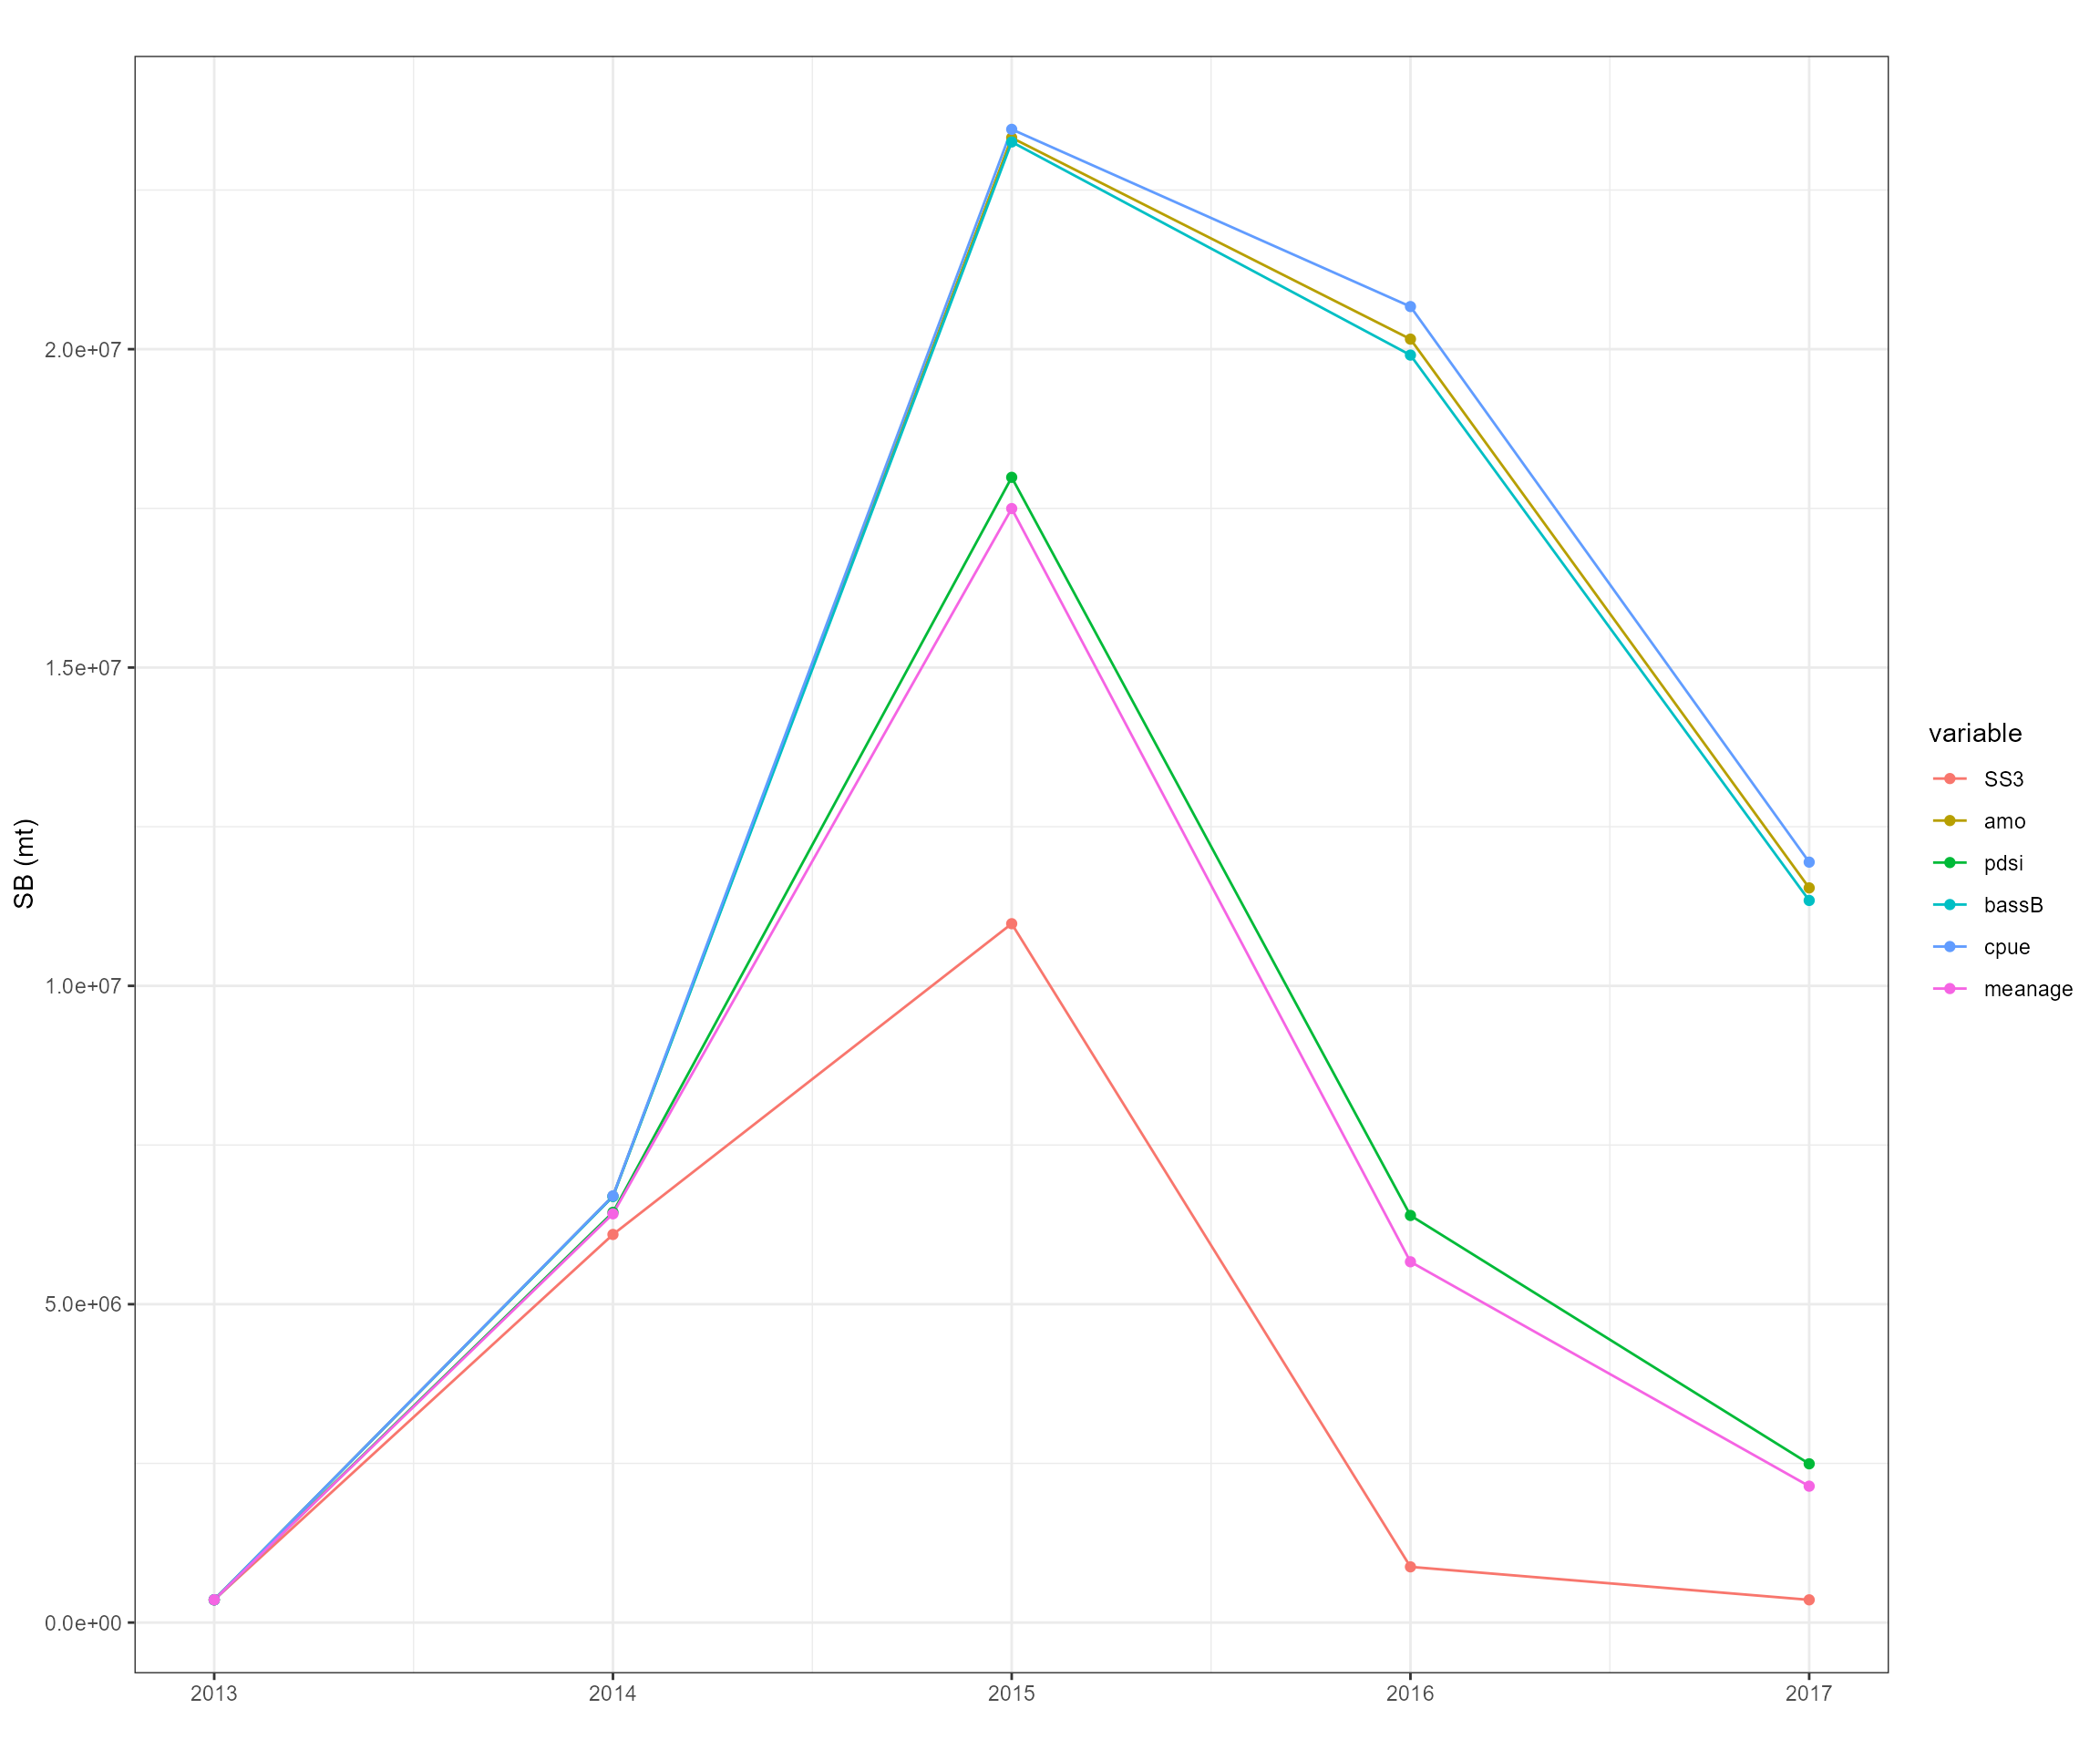 SB (mt)
2.0e+07
1.5e+07
1.0e+07
5.0e+06
0.0e+00
2013
2014
2015
2016
2017
variable
SS3
amo
pdsi
bassB
cpue
meanage